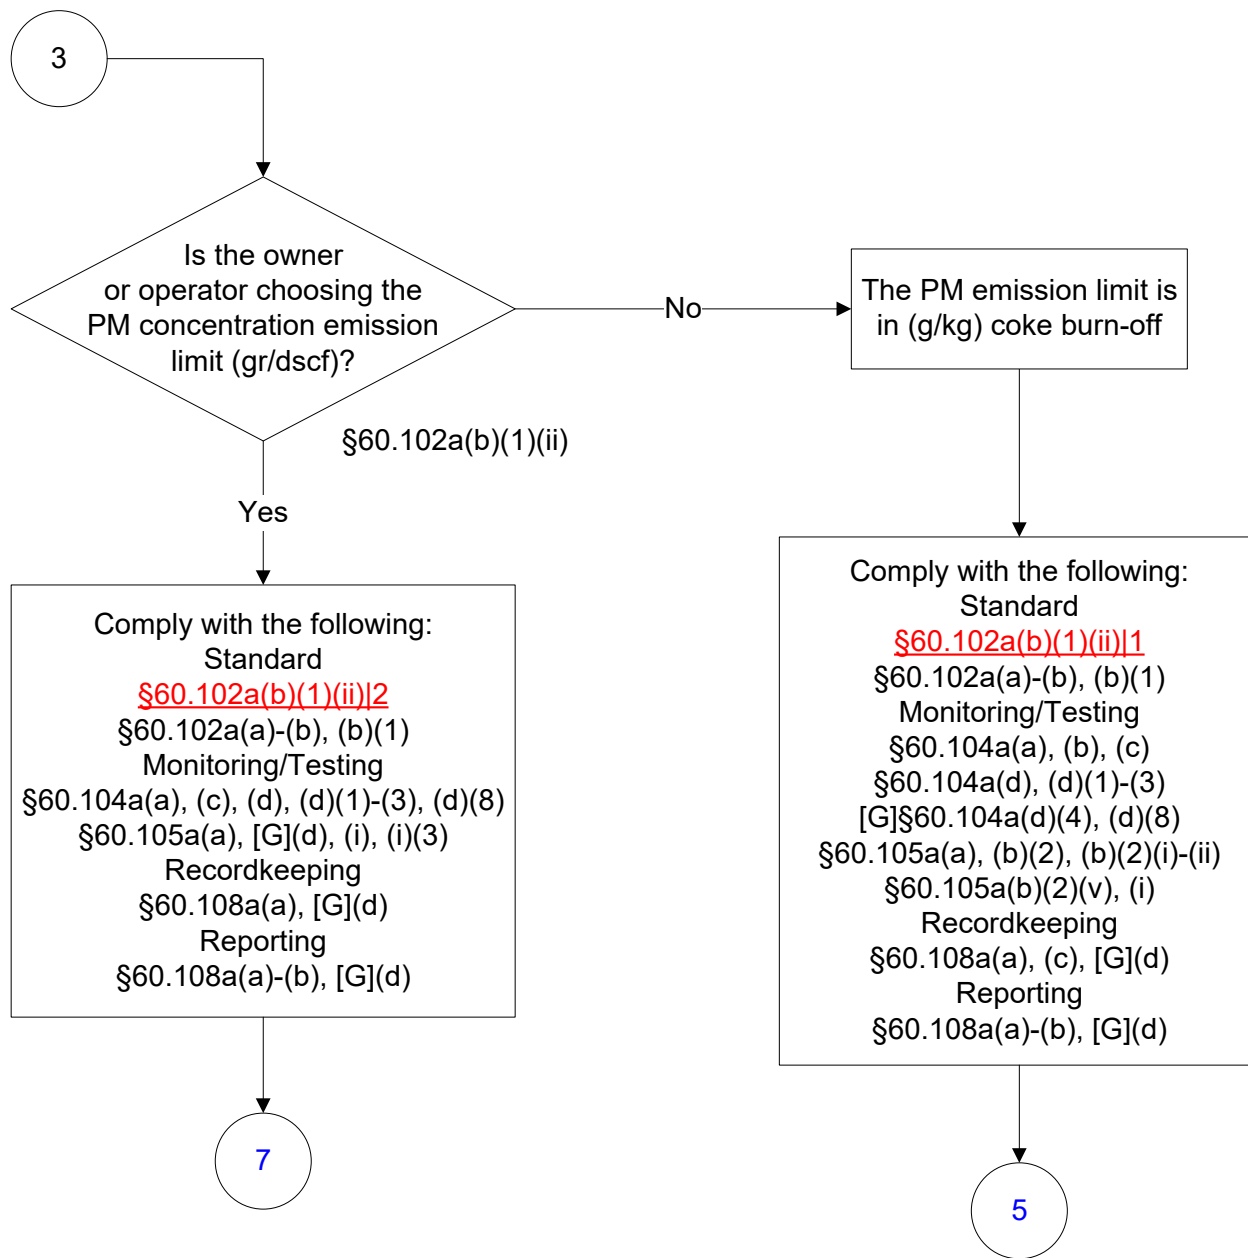 3
Is the owner
or operator choosing the
PM concentration emission
limit (gr/dscf)?
No
The PM emission limit is
in (g/kg) coke burn-off
§60.102a(b)(1)(ii)
Yes
Comply with the following:
Standard
§60.102a(b)(1)(ii)|2
§60.102a(a)-(b), (b)(1)
Monitoring/Testing
§60.104a(a), (c), (d), (d)(1)-(3), (d)(8)
§60.105a(a), [G](d), (i), (i)(3)
Recordkeeping
§60.108a(a), [G](d)
Reporting
§60.108a(a)-(b), [G](d)
7
Comply with the following:
Standard
§60.102a(b)(1)(ii)|1
§60.102a(a)-(b), (b)(1)
Monitoring/Testing
§60.104a(a), (b), (c)
§60.104a(d), (d)(1)-(3)
[G]§60.104a(d)(4), (d)(8)
§60.105a(a), (b)(2), (b)(2)(i)-(ii)
§60.105a(b)(2)(v), (i)
Recordkeeping
§60.108a(a), (c), [G](d)
Reporting
§60.108a(a)-(b), [G](d)
5